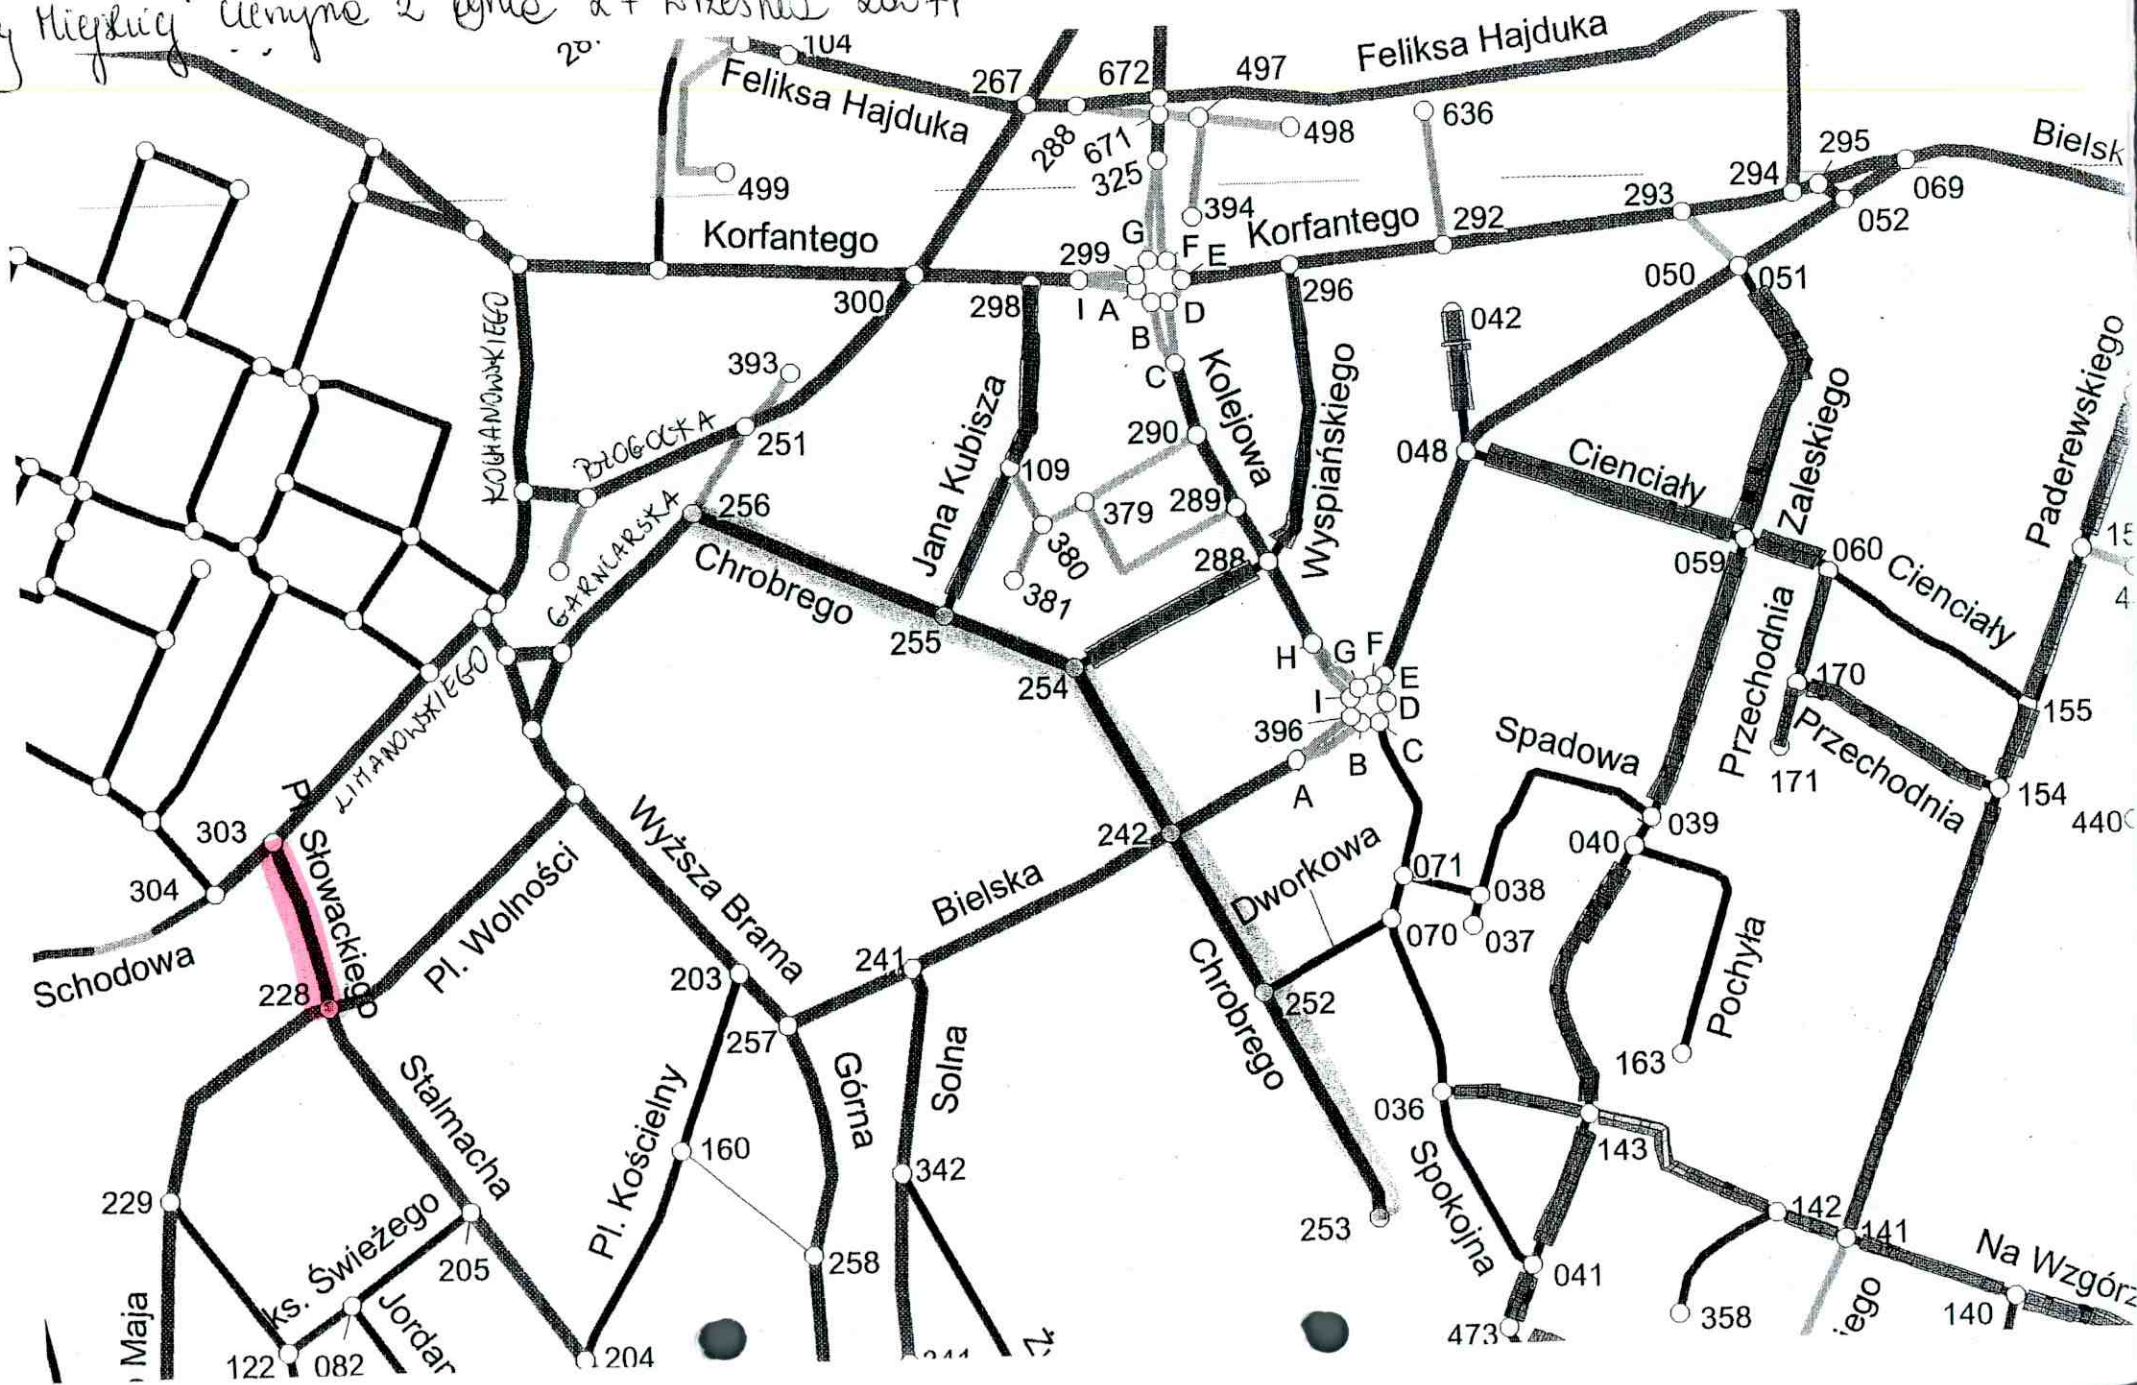 104
Feliksa Hajduka
267
672
497
Feliksa Hajduka
288
671
498
636
325
499
394
295
294
Bielsk
069
052
293
292
Korfantego
299
G
F
E
Korfantego
050
051
300
298
I
A
D
B
296
042
KOCHANOWSKIEGO
393
C
Kolejowa
Wyspiańskiego
Jana Kubisza
BŁOGOCKA
251
290
048
Cienciały
Zaleskiego
Paderewskiego
109
256
379
289
GARNCARSKA
Chrobrego
380
381
288
059
060
Cienciały
255
254
H
G
F
E
I
D
396
B
C
A
Spadowa
Przechodnia
170
171
Przechodnia
155
154
LIMANOWSKIEGO
303
Słowackiego
304
Schodowa
228
Pl. Wolności
Wyższa Brama
242
Bielska
Dworkowa
071
038
037
039
040
070
241
203
257
Chrobrego
252
Pochyła
163
Stalmacha
Solna
Górna
036
143
Spokojna
Pl. Kościelny
160
342
229
ks. Świeżego
205
258
253
041
142
141
Na Wzgórz
140
358
473
iego
Maja
122
082
Jordan
204